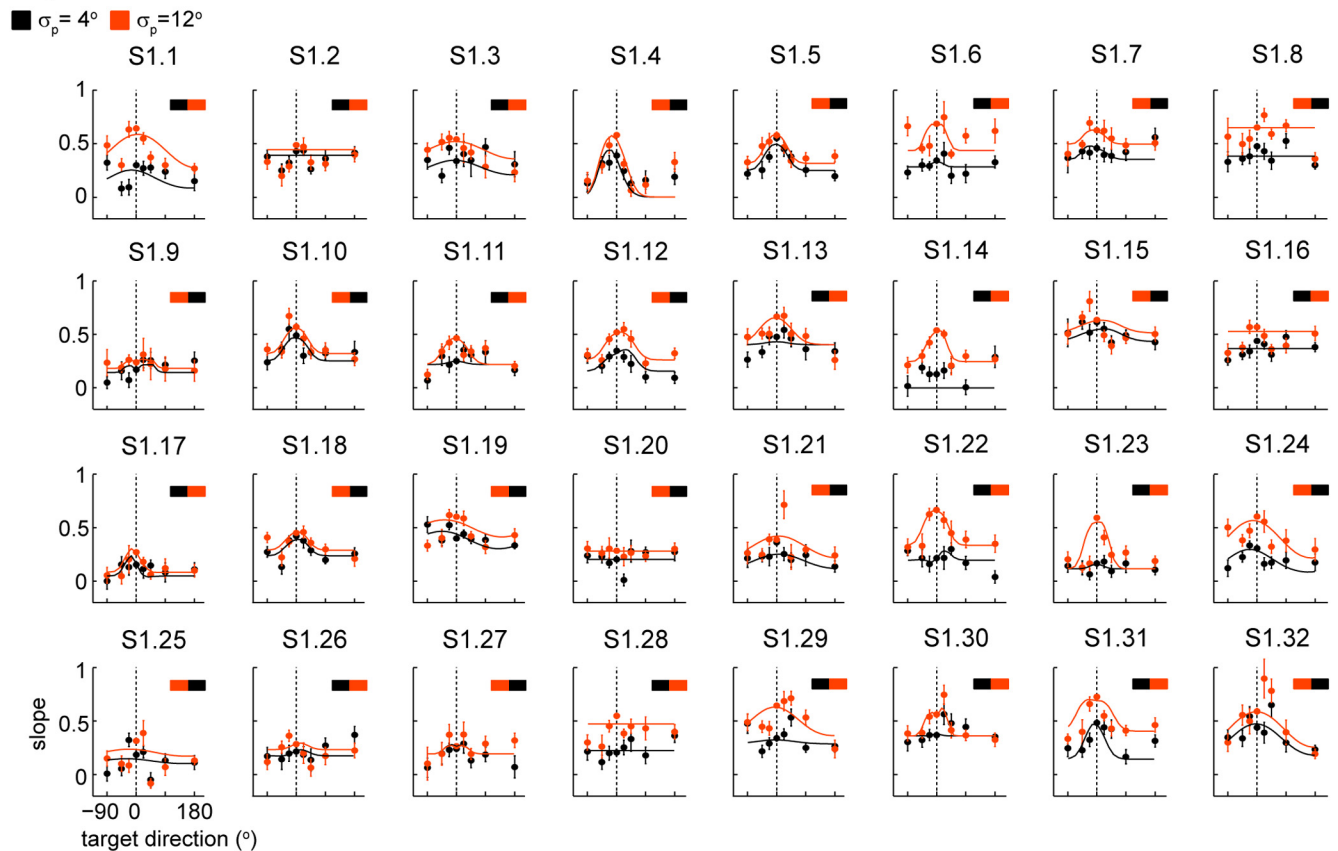 σp= 4° σp=12°
S1.1 S1.2 S1.3 S1.4 S1.5 S1.6 S1.7 S1.8
1
0.5
0
S1.9 S1.10 S1.11 S1.12 S1.13 S1.14 S1.15 S1.16
1
0.5
0
S1.17 S1.18 S1.19 S1.20 S1.21 S1.22 S1.23 S1.24
1
0.5
0
S1.25 S1.26 S1.27 S1.28 S1.29 S1.30 S1.31 S1.32
1
0.5
0
slope
−90 0 180
target direction (°)